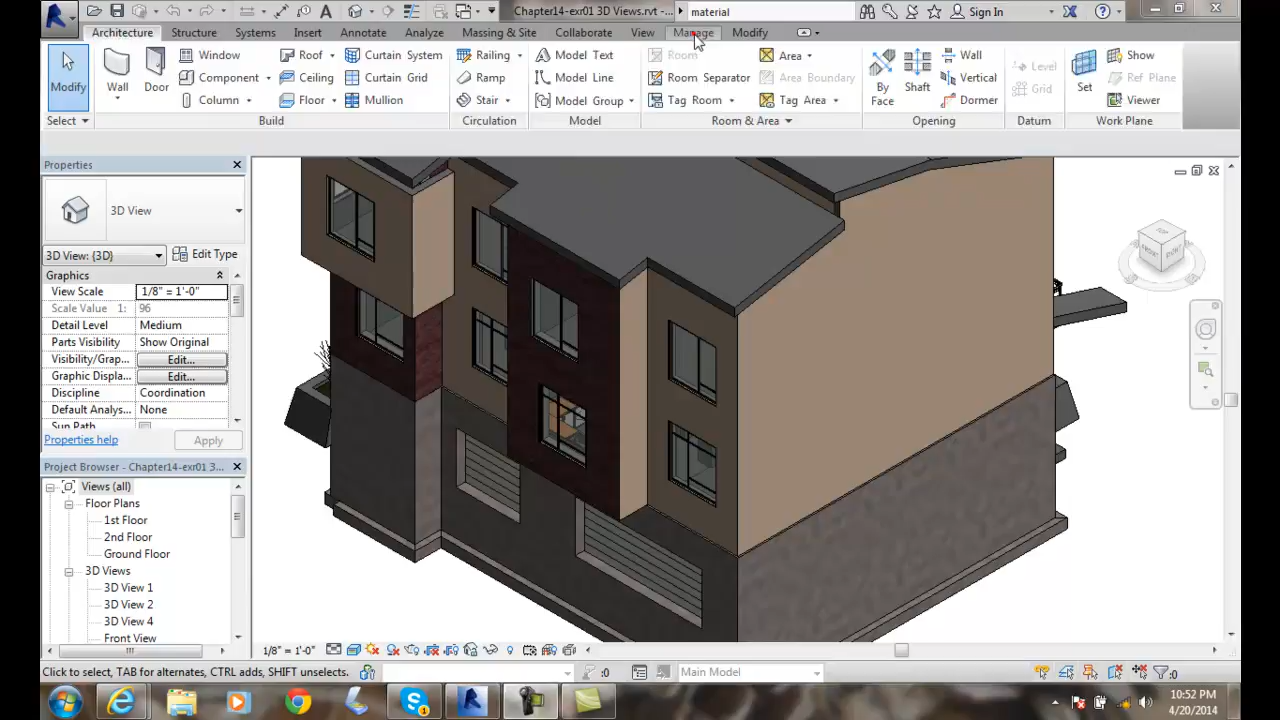 Chapter14-exr01 3D Views.rvt - ...
material
Sign In
Architecture Structure Systems Insert Annotate Analyze Massing & Site Collaborate View Manage Modify
Modify
Select
Wall
Door
Window
Component
Column
Roof
Ceiling
Floor
Curtain System
Curtain Grid
Mullion
Build
Railing
Ramp
Stair
Circulation
Model Text
Model Line
Model Group
Model
Room
Room Separator
Tag Room
Area
Area Boundary
Tag Area
Room & Area
By
Face
Shaft
Wall
Vertical
Dormer
Opening
Level
Grid
Datum
Set
Show
Ref Plane
Viewer
Work Plane
Properties
3D View
3D View: {3D}
Edit Type
Graphics
View Scale 1/8" = 1'-0"
Scale Value 1: 96
Detail Level Medium
Parts Visibility Show Original
Visibility/Grap... Edit...
Graphic Displa... Edit...
Discipline Coordination
Default Analys... None
Sun Path
Properties help
Apply
Project Browser - Chapter14-exr01 3...
Views (all)
Floor Plans
1st Floor
2nd Floor
Ground Floor
3D Views
3D View 1
3D View 2
3D View 4
Front View
TOP
FRONT
1/8" = 1'-0"
Click to select, TAB for alternates, CTRL adds, SHIFT unselects.
:0
Main Model
:0
10:52 PM
4/20/2014